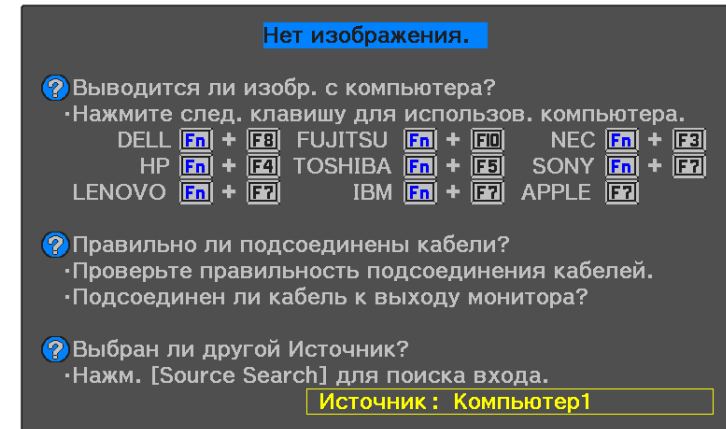 Нет изображения.
? Выводится ли изобр. с компьютера?
·Нажмите след. клавишу для использов. компьютера.
DELL Fn + F8 FUJITSU Fn + F10 NEC Fn + F3
HP Fn + F4 TOSHIBA Fn + F5 SONY Fn + F7
LENOVO Fn + F7 IBM Fn + F7 APPLE F7
? Правильно ли подсоединены кабели?
·Проверьте правильность подсоединения кабелей.
·Подсоединен ли кабель к выходу монитора?
? Выбран ли другой Источник?
·Нажм. [Source Search] для поиска входа.
Источник : Компьютер1